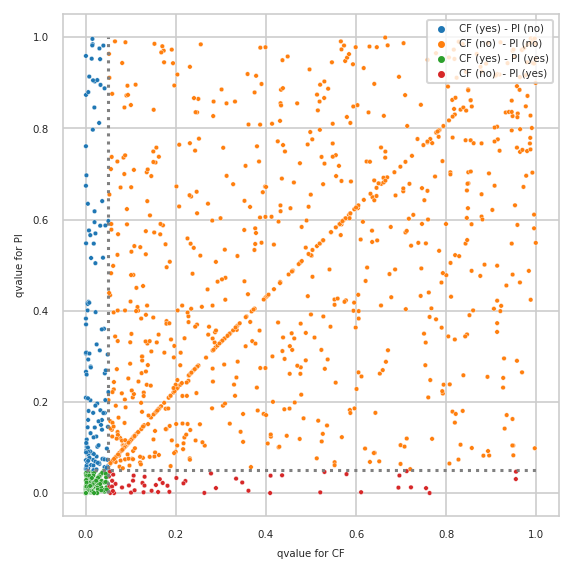 CF (yes) - PI (no)
CF (no)  - PI (no)
CF (yes) - PI (yes)
CF (no)  - PI (yes)
1.0
0.8
0.6
0.4
0.2
0.0
qvalue for PI
0.0 0.2 0.4 0.6 0.8 1.0
qvalue for CF